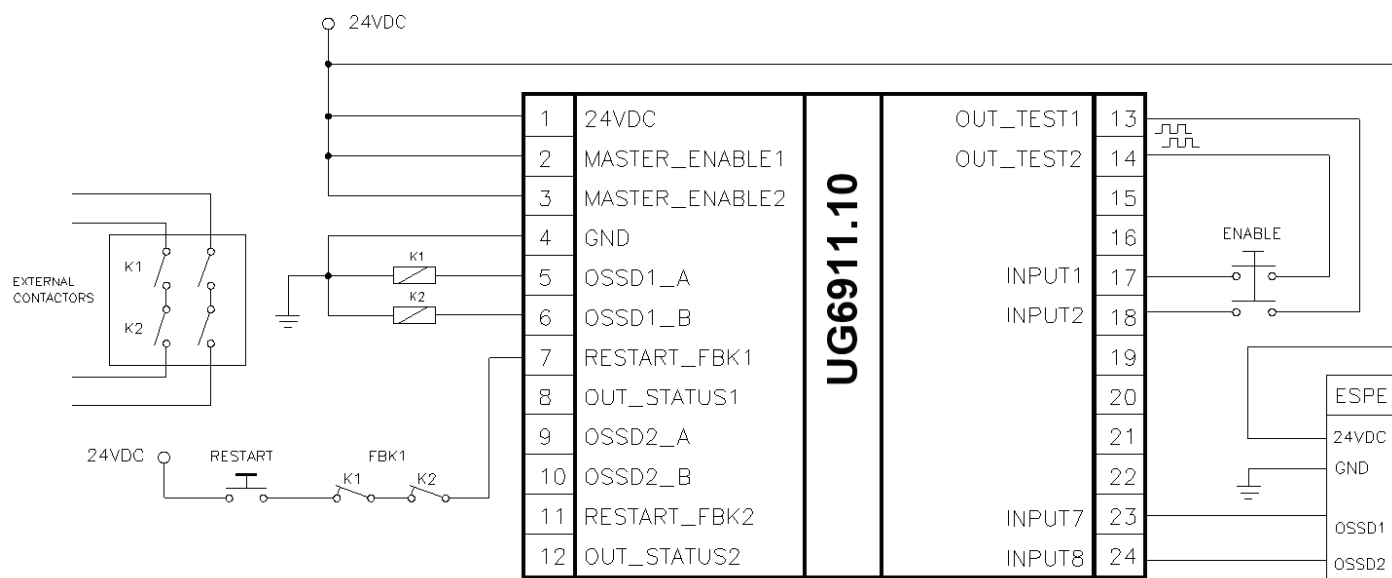 24VDC
1 24VDC
2 MASTER_ENABLE1
3 MASTER_ENABLE2
4 GND
5 OSSD1_A
6 OSSD1_B
7 RESTART_FBK1
8 OUT_STATUS1
9 OSSD2_A
10 OSSD2_B
11 RESTART_FBK2
12 OUT_STATUS2
UG6911.10
OUT_TEST1 13
OUT_TEST2 14
15
16
INPUT1 17
INPUT2 18
19
20
21
22
INPUT7 23
INPUT8 24
K1
K2
EXTERNAL
CONTACTORS
K1
K2
24VDC
RESTART
FBK1
K1
K2
ENABLE
ESPE
24VDC
GND
OSSD1
OSSD2